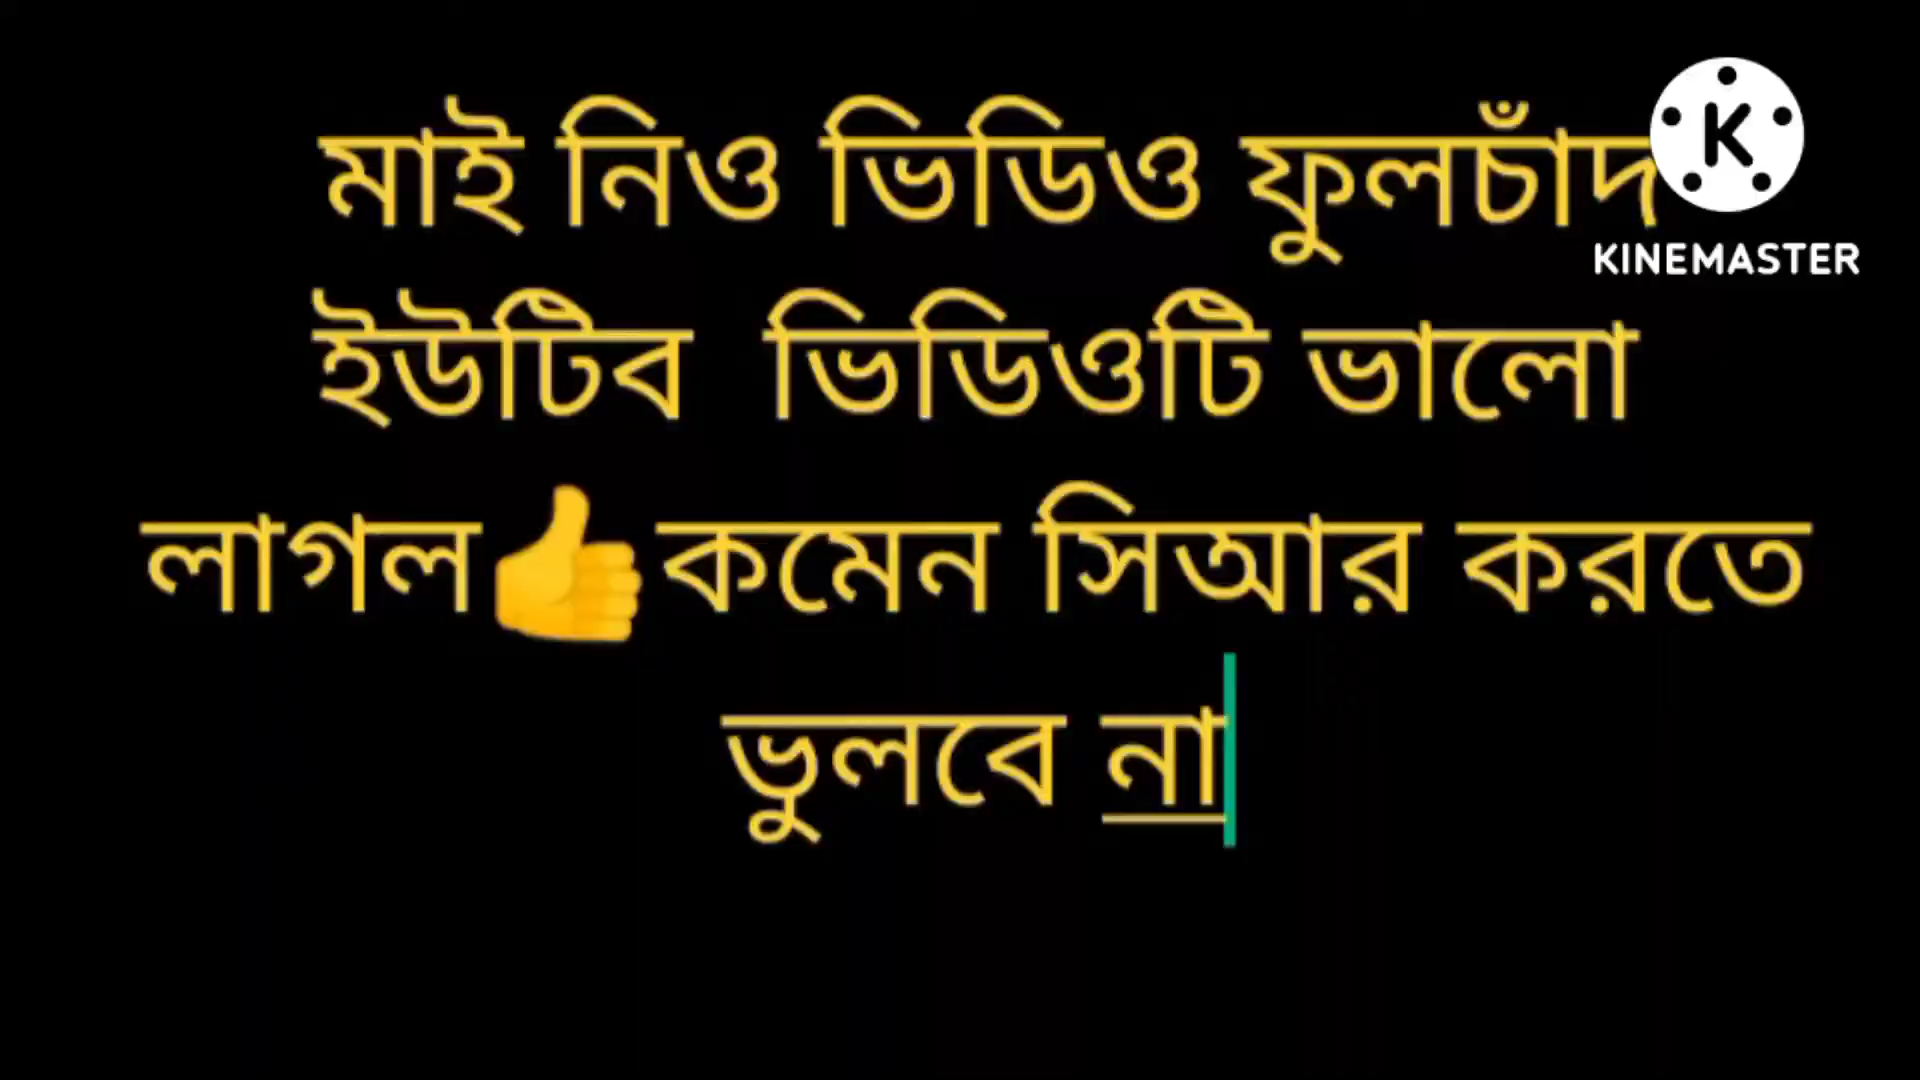 মাই নিও ভিডিও ফুলচাঁদ
KINEMASTER
ইউটিব ভিডিওটি ভালো
লাগল👍কমেন সিআর করতে
ভুলবে না